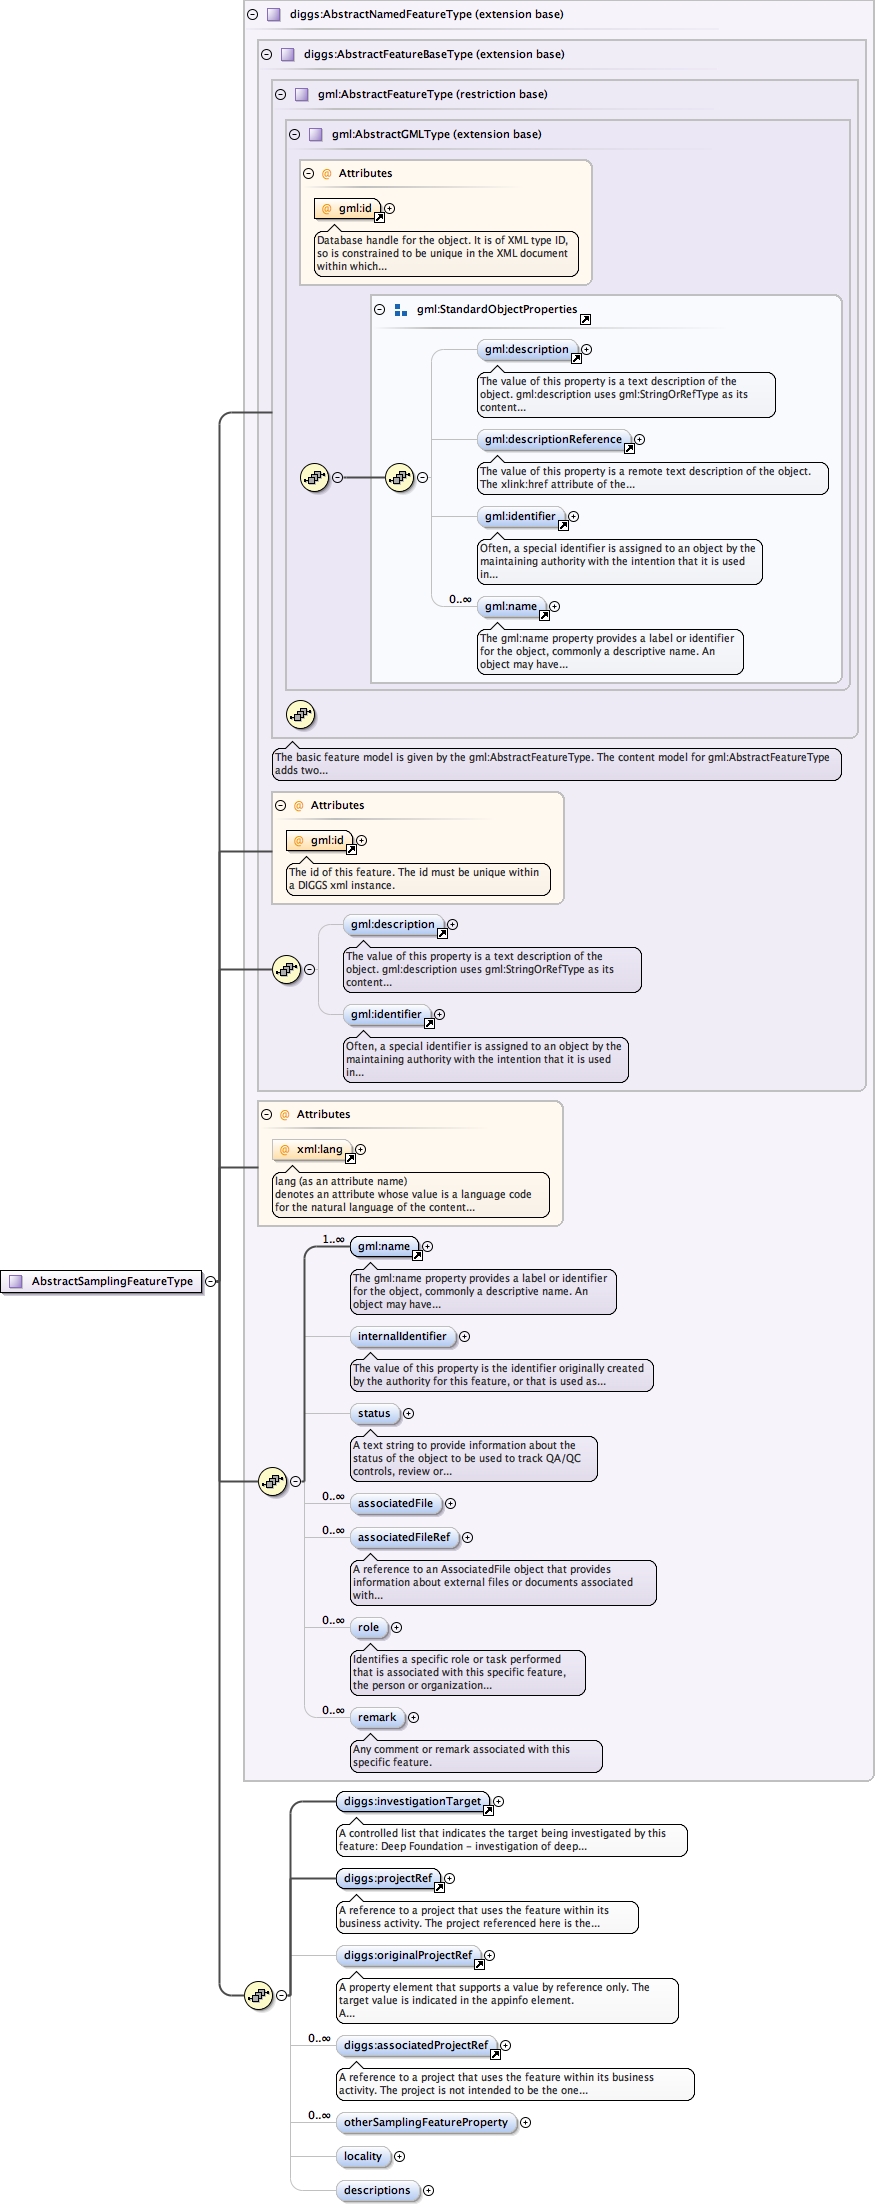 diggs:AbstractNamedFeatureType (extension base)
diggs:AbstractFeatureBaseType (extension base)
gml:AbstractFeatureType (restriction base)
gml:AbstractGMLType (extension base)
@ Attributes
@ gml:id
Database handle for the object. It is of XML type ID,
so is constrained to be unique in the XML document
within which...
gml:StandardObjectProperties
gml:description
The value of this property is a text description of the
object. gml:description uses gml:StringOrRefType as its
content...
gml:descriptionReference
The value of this property is a remote text description of the object.
The xlink:href attribute of the...
gml:identifier
Often, a special identifier is assigned to an object by the
maintaining authority with the intention that it is used
in...
0..∞
gml:name
The gml:name property provides a label or identifier
for the object, commonly a descriptive name. An
object may have...
The basic feature model is given by the gml:AbstractFeatureType. The content model for gml:AbstractFeatureType
adds two...
@ Attributes
@ gml:id
The id of this feature. The id must be unique within
a DIGGS xml instance.
gml:description
The value of this property is a text description of the
object. gml:description uses gml:StringOrRefType as its
content...
gml:identifier
Often, a special identifier is assigned to an object by the
maintaining authority with the intention that it is used
in...
@ Attributes
@ xml:lang
lang (as an attribute name)
denotes an attribute whose value is a language code
for the natural language of the content...
1..∞
gml:name
The gml:name property provides a label or identifier
for the object, commonly a descriptive name. An
object may have...
AbstractSamplingFeatureType
internalIdentifier
The value of this property is the identifier originally created
by the authority for this feature, or that is used as...
status
A text string to provide information about the
status of the object to be used to track QA/QC
controls, review or...
0..∞
associatedFile
0..∞
associatedFileRef
A reference to an AssociatedFile object that provides
information about external files or documents associated
with...
0..∞
role
Identifies a specific role or task performed
that is associated with this specific feature,
the person or organization...
0..∞
remark
Any comment or remark associated with this
specific feature.
diggs:investigationTarget
A controlled list that indicates the target being investigated by this
feature: Deep Foundation - investigation of deep...
diggs:projectRef
A reference to a project that uses the feature within its
business activity. The project referenced here is the...
diggs:originalProjectRef
A property element that supports a value by reference only. The
target value is indicated in the appinfo element.
A...
0..∞
diggs:associatedProjectRef
A reference to a project that uses the feature within its business
activity. The project is not intended to be the one...
0..∞
otherSamplingFeatureProperty
locality
descriptions